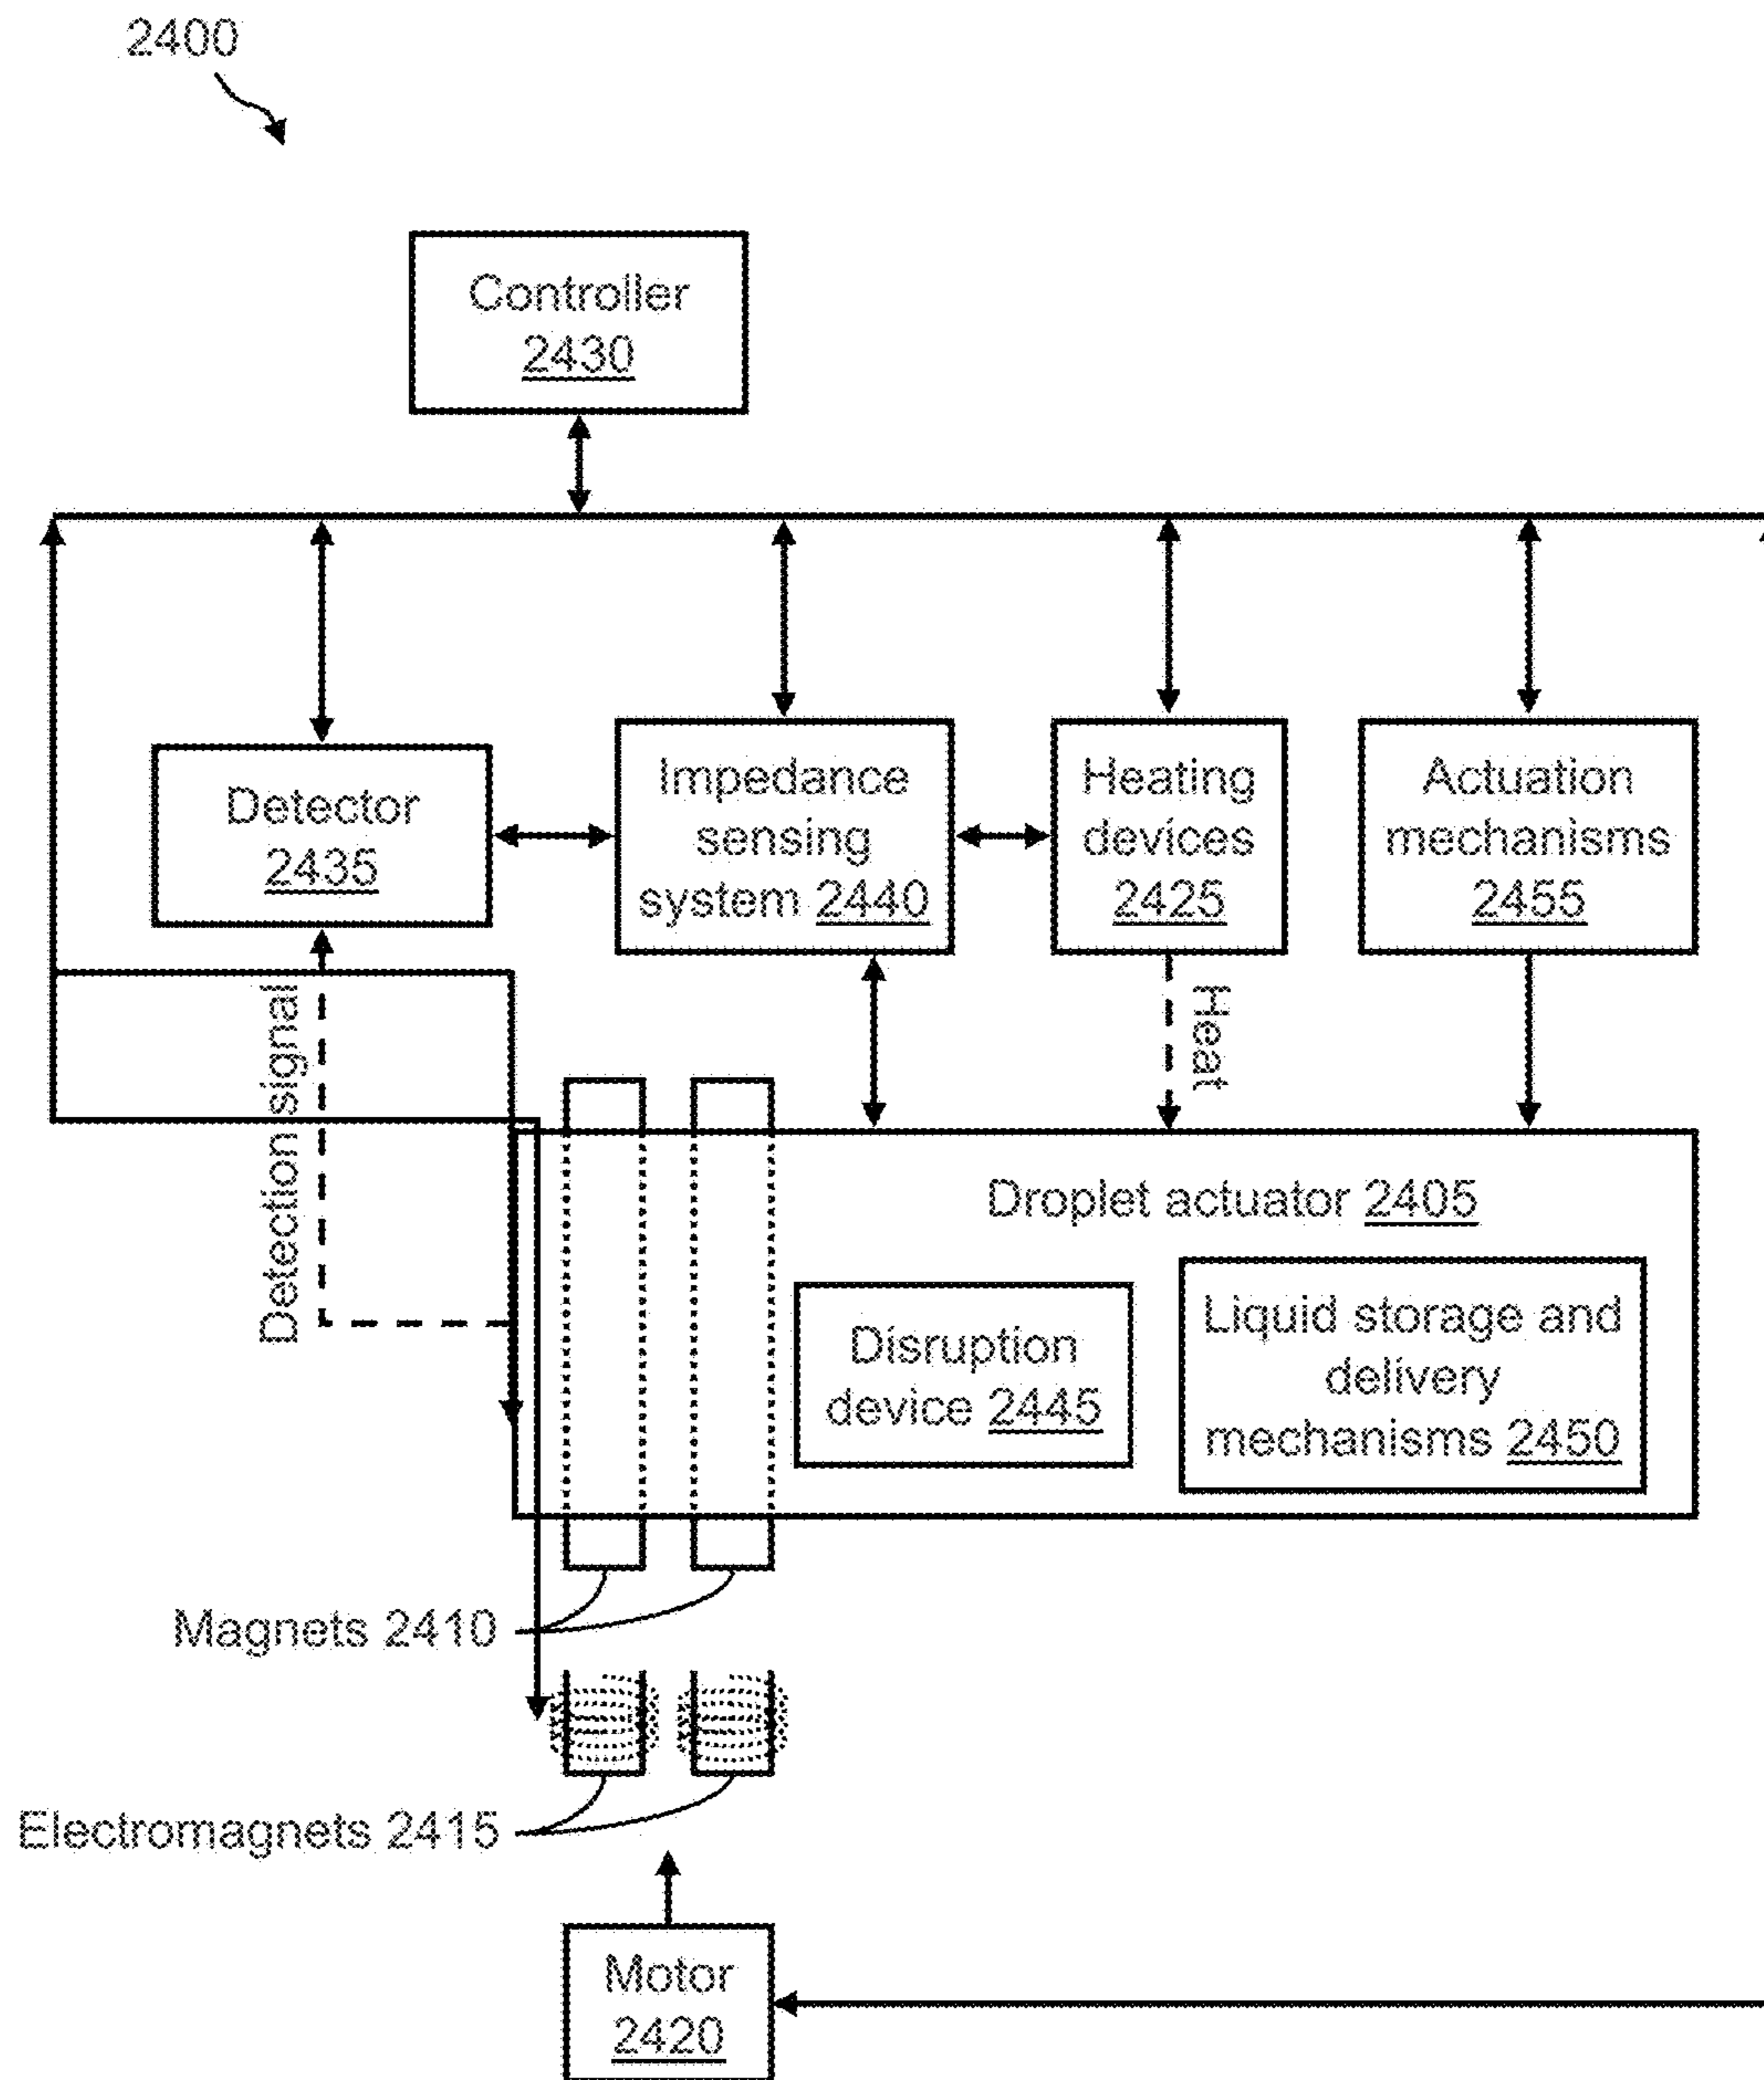 2400
Controller
2430
Detector
2435
Impedance
sensing
system 2440
Heating
devices
2425
Actuation
mechanisms
2455
Detection signal
Heat
Droplet actuator 2405
Disruption
device 2445
Liquid storage and
delivery
mechanisms 2450
Magnets 2410
Electromagnets 2415
Motor
2420